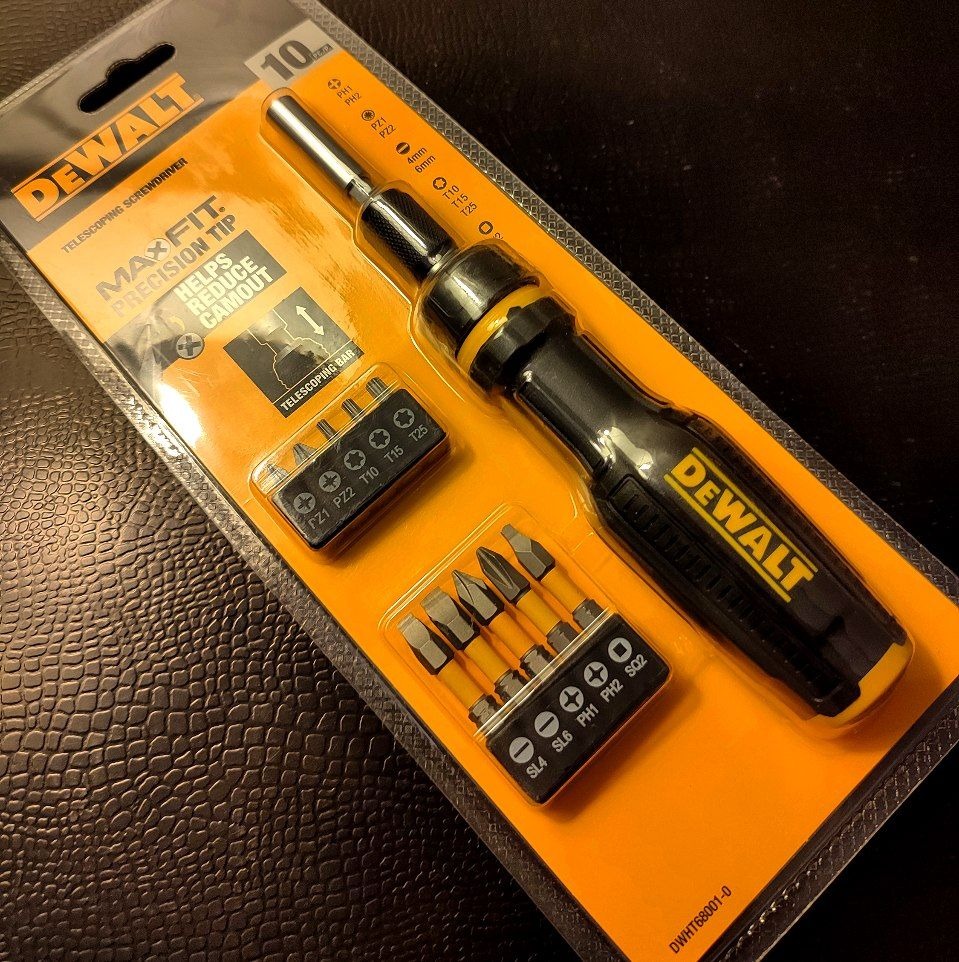 DEWALT
TELESCOPING SCREWDRIVER
10
PH1
PH2
PZ1
PZ2
4mm
6mm
T10
T15
T25
MAXFIT
PRECISION TIP
HELPS
REDUCE
CAMOUT
TELESCOPING BAR
PZ1 PZ2 T10 T15 T25
DEWALT
SL4 SL6 PH1 PH2 SQ2
DWHT68001-0